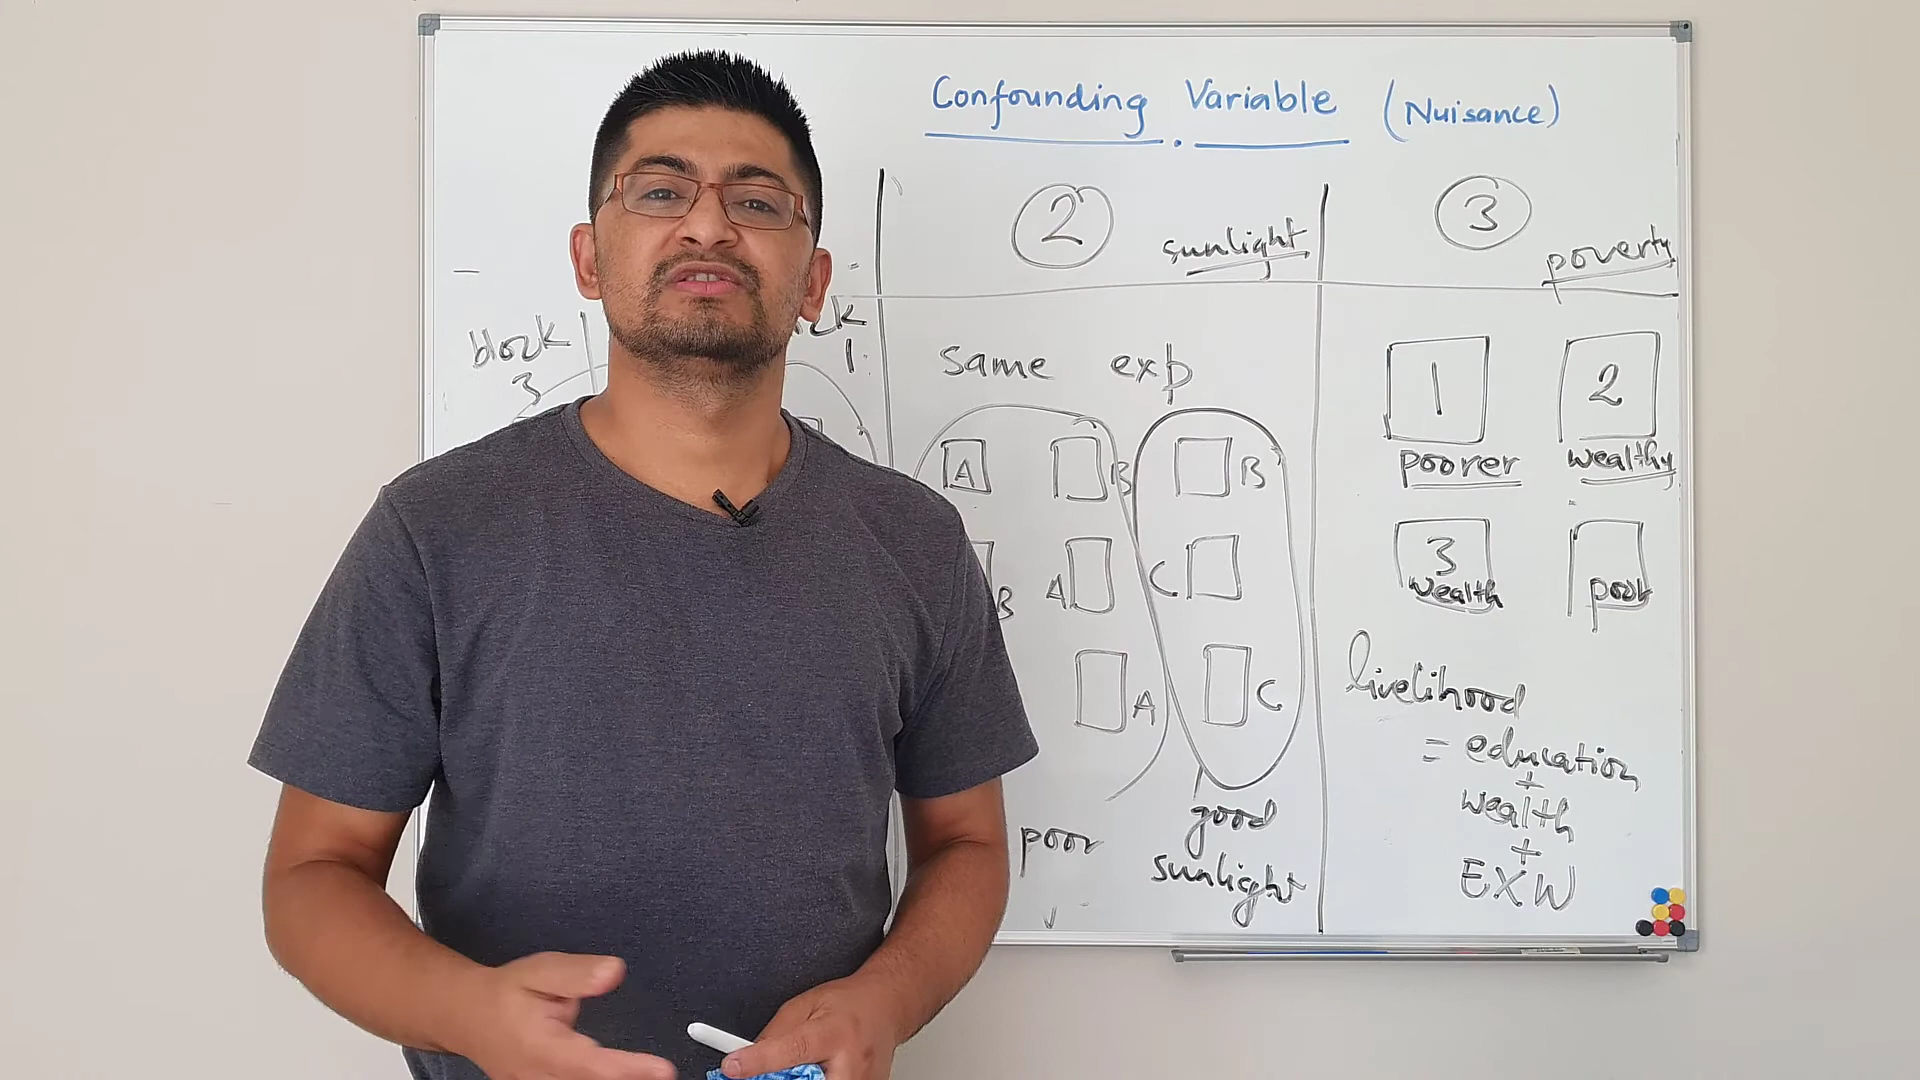 Confounding Variable (Nuisance)
block
3
1
2
sunlight
same exp
A B B
B A C
A C
poor
good
sunlight
3
poverty
1 2
poorer wealthy
3
wealth poor
livelihood
= education
+
wealth
+
EXW